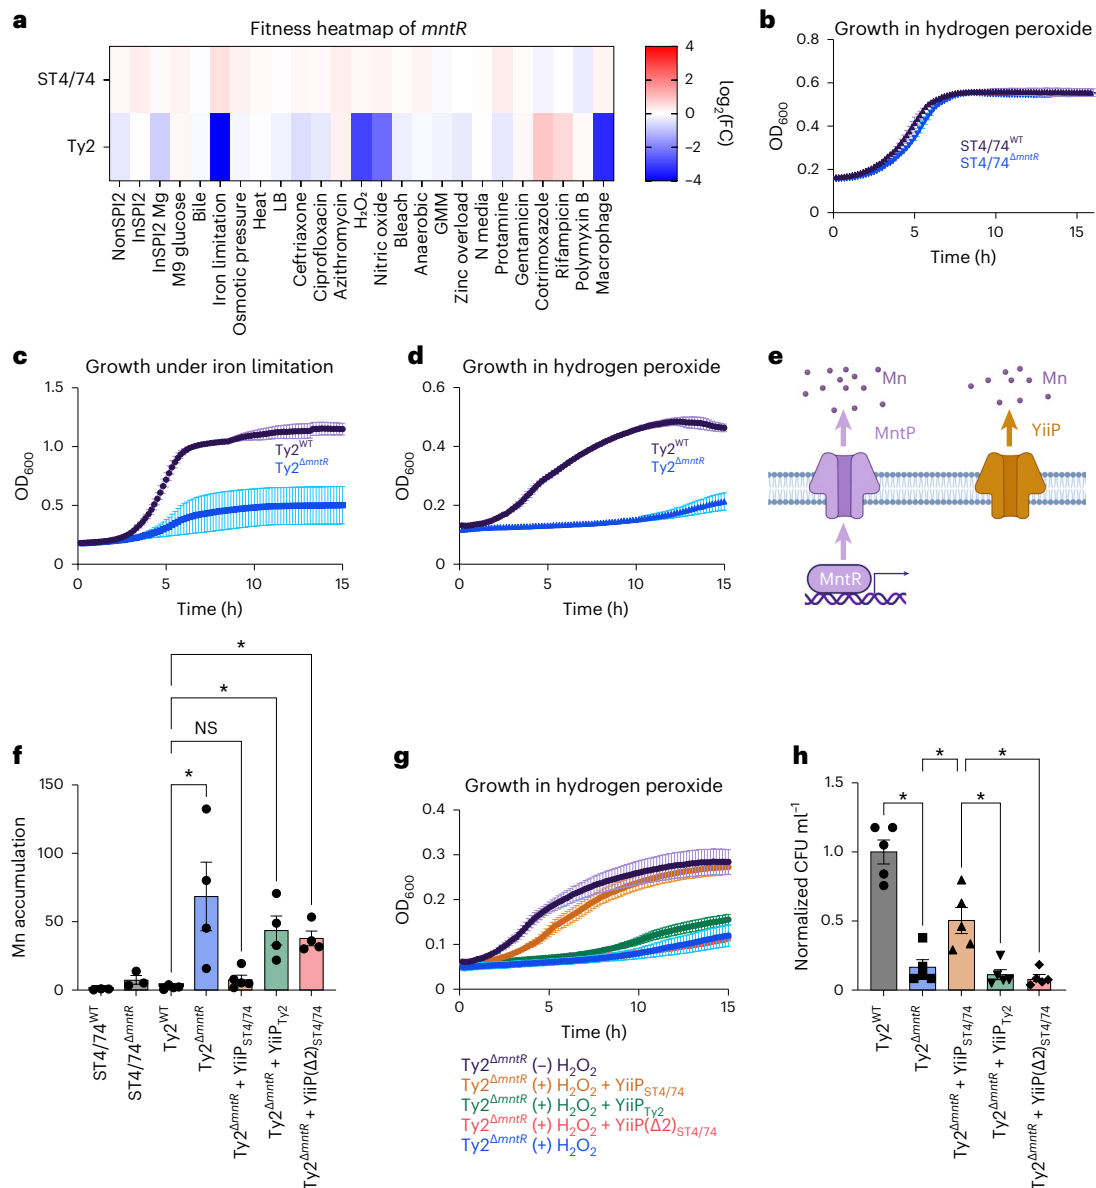 a
Fitness heatmap of mntR
ST4/74
Ty2
4
2
0
−2
−4
log2(FC)
NonSPI2
InSPI2
InSPI2 Mg
M9 glucose
Bile
Iron limitation
Osmotic pressure
Heat
LB
Ceftriaxone
Ciprofloxacin
Azithromycin
H2O2
Nitric oxide
Bleach
Anaerobic
GMM
Zinc overload
N media
Protamine
Gentamicin
Cotrimoxazole
Rifampicin
Polymyxin B
Macrophage
b
Growth in hydrogen peroxide
0.8
0.6
0.4
0.2
0
OD600
ST4/74WT
ST4/74ΔmntR
0 5 10 15
Time (h)
c
Growth under iron limitation
1.5
1.0
0.5
0
OD600
Ty2WT
Ty2ΔmntR
0 5 10 15
Time (h)
d
Growth in hydrogen peroxide
0.6
0.4
0.2
0
OD600
Ty2WT
Ty2ΔmntR
0 5 10 15
Time (h)
e
Mn
Mn
MntP
YiiP
MntR
f
*
*
NS
*
150
100
50
0
Mn accumulation
ST4/74WT
ST4/74ΔmntR
Ty2WT
Ty2ΔmntR
Ty2ΔmntR + YiiPST4/74
Ty2ΔmntR + YiiPTy2
Ty2ΔmntR + YiiP(Δ2)ST4/74
g
Growth in hydrogen peroxide
0.4
0.3
0.2
0.1
0
OD600
0 5 10 15
Time (h)
Ty2ΔmntR (−) H2O2
Ty2ΔmntR (+) H2O2 + YiiPST4/74
Ty2ΔmntR (+) H2O2 + YiiPTy2
Ty2ΔmntR (+) H2O2 + YiiP(Δ2)ST4/74
Ty2ΔmntR (+) H2O2
h
* *
* *
1.5
1.0
0.5
0
Normalized CFU ml−1
Ty2WT
Ty2ΔmntR
Ty2ΔmntR + YiiPST4/74
Ty2ΔmntR + YiiPTy2
Ty2ΔmntR + YiiP(Δ2)ST4/74